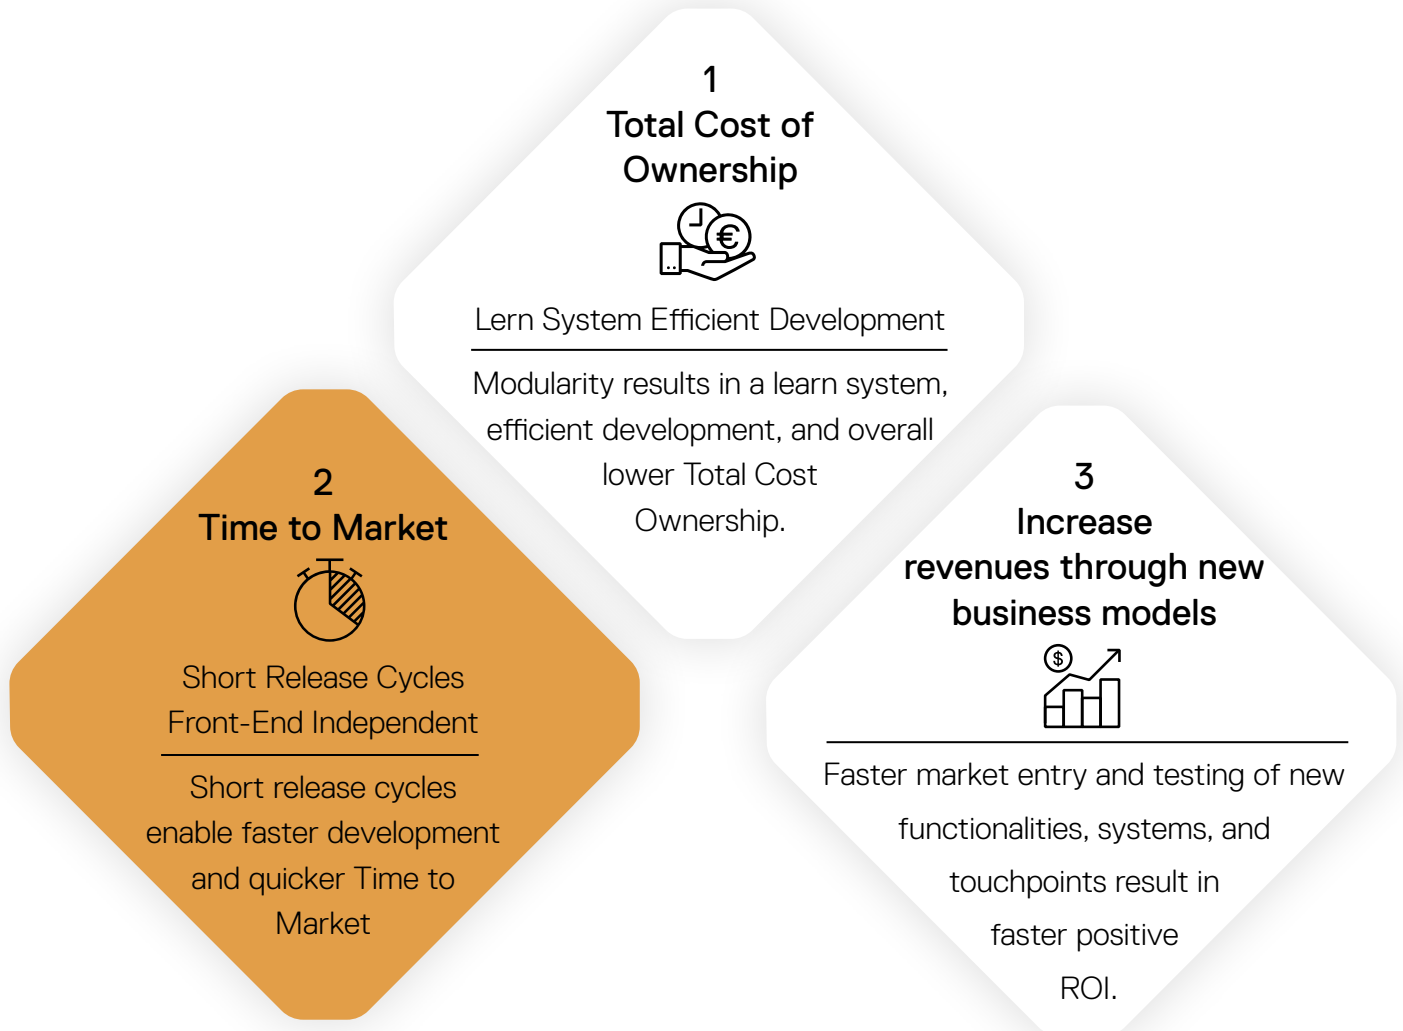 1
Total Cost of
Ownership
€
Lern System Efficient Development
Modularity results in a learn system,
efficient development, and overall
lower Total Cost
Ownership.
2
Time to Market
Short Release Cycles
Front-End Independent
Short release cycles
enable faster development
and quicker Time to
Market
3
Increase
revenues through new
business models
$
Faster market entry and testing of new
functionalities, systems, and
touchpoints result in
faster positive
ROI.